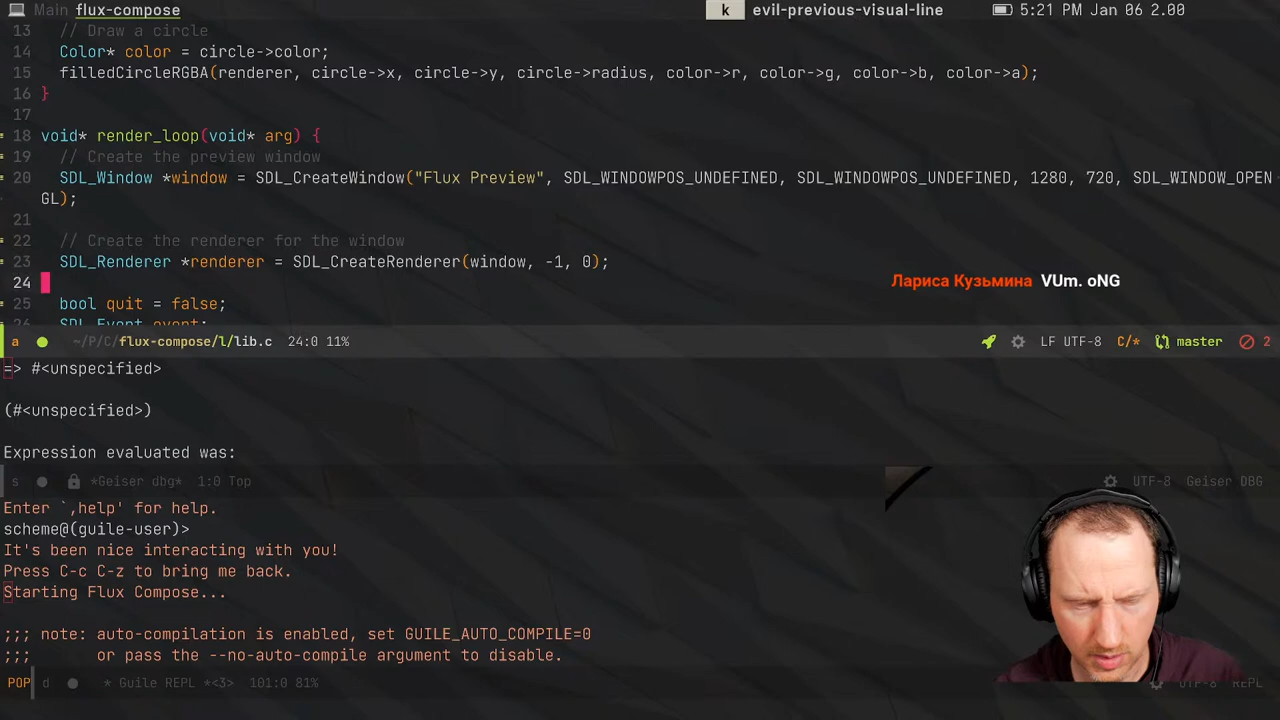 Main flux-compose k evil-previous-visual-line 5:21 PM Jan 06 2.00
13 // Draw a circle
14 Color* color = circle->color;
15 filledCircleRGBA(renderer, circle->x, circle->y, circle->radius, color->r, color->g, color->b, color->a);
16 }
17
18 void* render_loop(void* arg) {
19 // Create the preview window
20 SDL_Window *window = SDL_CreateWindow("Flux Preview", SDL_WINDOWPOS_UNDEFINED, SDL_WINDOWPOS_UNDEFINED, 1280, 720, SDL_WINDOW_OPEN
GL);
21
22 // Create the renderer for the window
23 SDL_Renderer *renderer = SDL_CreateRenderer(window, -1, 0);
24
Лариса Кузьмина VUm. oNG
25 bool quit = false;
26 SDL_Event event;
a ~/P/C/flux-compose/l/lib.c 24:0 11% LF UTF-8 C/* master 2
=> #<unspecified>
(#<unspecified>)
Expression evaluated was:
s *Geiser dbg* 1:0 Top UTF-8 Geiser DBG
Enter `,help' for help.
scheme@(guile-user)>
It's been nice interacting with you!
Press C-c C-z to bring me back.
Starting Flux Compose...
;;; note: auto-compilation is enabled, set GUILE_AUTO_COMPILE=0
;;; or pass the --no-auto-compile argument to disable.
POP d * Guile REPL *<3> 101:0 81% UTF-8 REPL